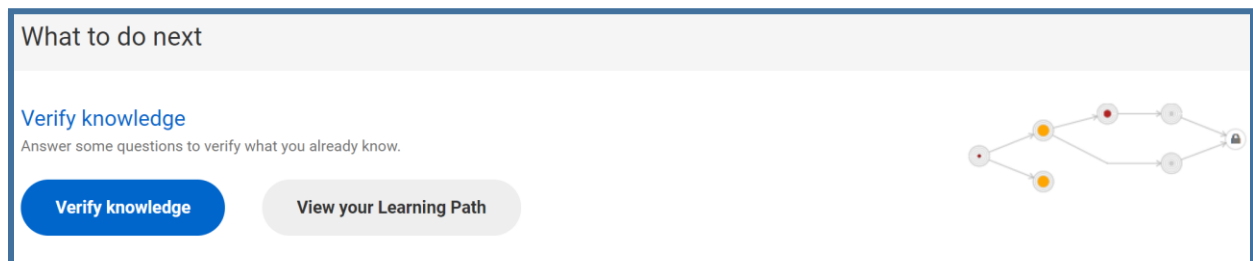 What to do next
Verify knowledge
Answer some questions to verify what you already know.
Verify knowledge
View your Learning Path